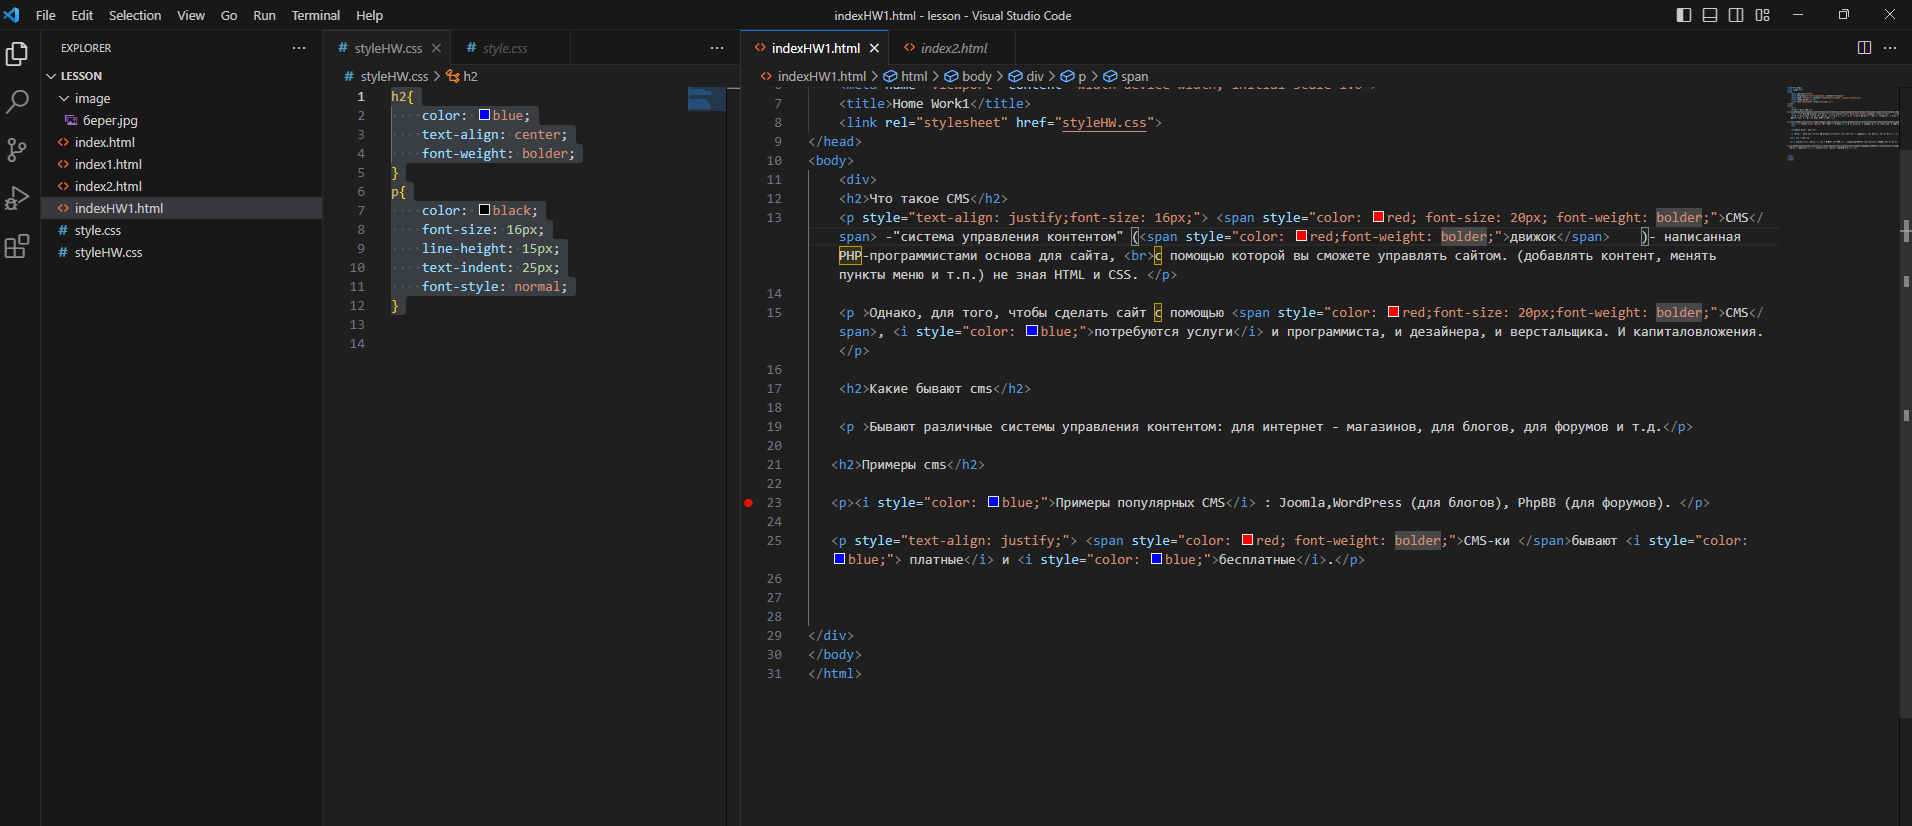 File Edit Selection View Go Run Terminal Help
indexHW1.html - lesson - Visual Studio Code
EXPLORER
LESSON
image
берег.jpg
index.html
index1.html
index2.html
indexHW1.html
style.css
styleHW.css
styleHW.css style.css
styleHW.css > h2
1 h2{
2 color: blue;
3 text-align: center;
4 font-weight: bolder;
5 }
6 p{
7 color: black;
8 font-size: 16px;
9 line-height: 15px;
10 text-indent: 25px;
11 font-style: normal;
12 }
13
14
indexHW1.html index2.html
indexHW1.html > html > body > div > p > span
7 <title>Home Work1</title>
8 <link rel="stylesheet" href="styleHW.css">
9 </head>
10 <body>
11 <div>
12 <h2>Что такое CMS</h2>
13 <p style="text-align: justify;font-size: 16px;"> <span style="color: red; font-size: 20px; font-weight: bolder;">CMS</
span> -"система управления контентом" (<span style="color: red;font-weight: bolder;">движок</span> )- написанная
PHP-программистами основа для сайта, <br>с помощью которой вы сможете управлять сайтом. (добавлять контент, менять
пункты меню и т.п.) не зная HTML и CSS. </p>
14
15 <p >Однако, для того, чтобы сделать сайт с помощью <span style="color: red;font-size: 20px;font-weight: bolder;">CMS</
span>, <i style="color: blue;">потребуются услуги</i> и программиста, и дизайнера, и верстальщика. И капиталовложения.
</p>
16
17 <h2>Какие бывают cms</h2>
18
19 <p >Бывают различные системы управления контентом: для интернет - магазинов, для блогов, для форумов и т.д.</p>
20
21 <h2>Примеры cms</h2>
22
23 <p><i style="color: blue;">Примеры популярных CMS</i> : Joomla,WordPress (для блогов), PhpBB (для форумов). </p>
24
25 <p style="text-align: justify;"> <span style="color: red; font-weight: bolder;">CMS-ки </span>бывают <i style="color:
blue;"> платные</i> и <i style="color: blue;">бесплатные</i>.</p>
26
27
28
29 </div>
30 </body>
31 </html>